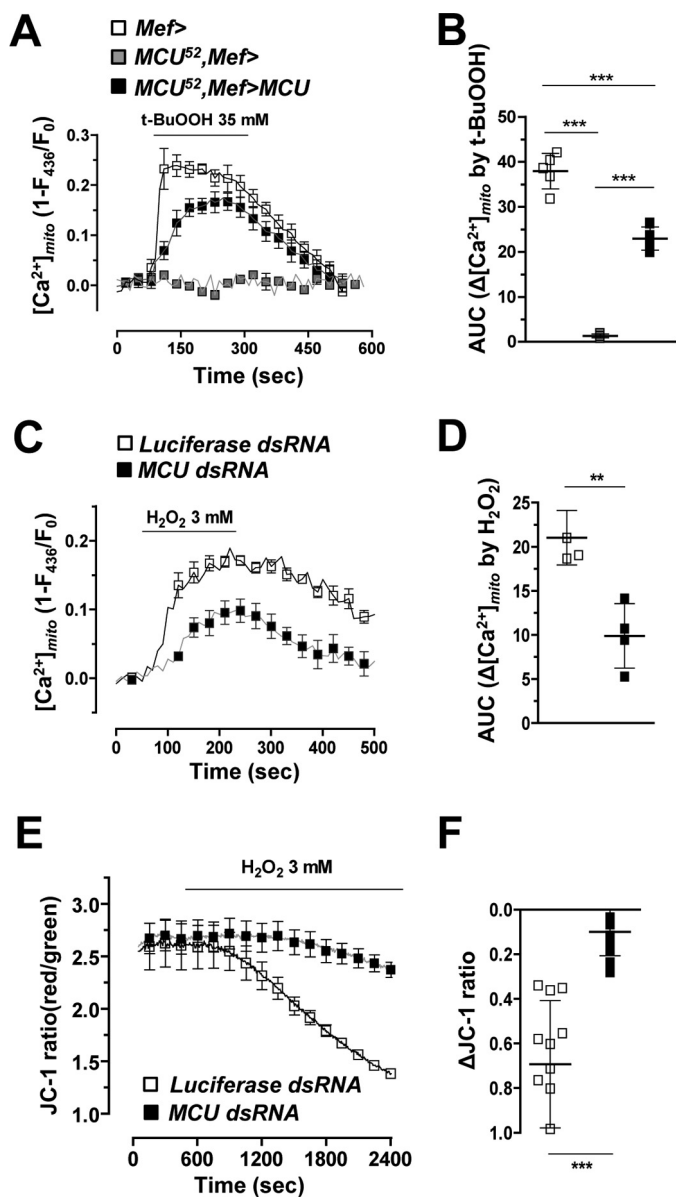 A
Mef>
MCU⁵²,Mef>
MCU⁵²,Mef>MCU
t-BuOOH 35 mM
[Ca²⁺]mito (1-F₄₃₆/F₀)
0.3
0.2
0.1
0.0
0 150 300 450 600
Time (sec)
B
***
***
***
AUC (Δ[Ca²⁺]mito by t-BuOOH)
50
40
30
20
10
0
C
Luciferase dsRNA
MCU dsRNA
H₂O₂ 3 mM
[Ca²⁺]mito (1-F₄₃₆/F₀)
0.2
0.1
0.0
0 100 200 300 400 500
Time (sec)
D
**
AUC (Δ[Ca²⁺]mito by H₂O₂)
25
20
15
10
5
0
E
H₂O₂ 3 mM
JC-1 ratio(red/green)
3.0
2.5
2.0
1.5
1.0
Luciferase dsRNA
MCU dsRNA
0 600 1200 1800 2400
Time (sec)
F
ΔJC-1 ratio
0.0
0.2
0.4
0.6
0.8
1.0
***